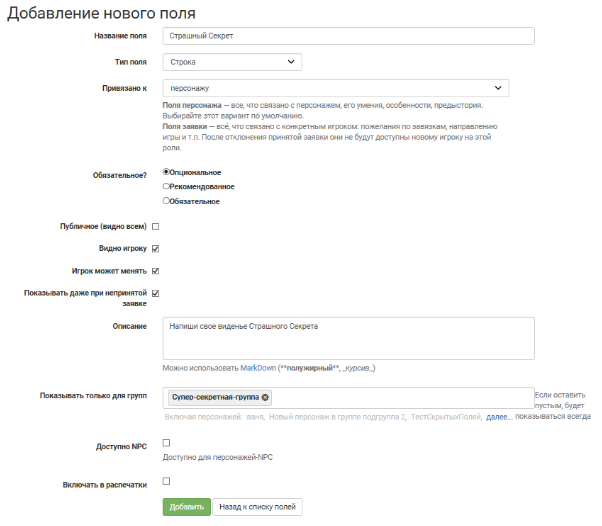 Добавление нового поля
Название поля
Страшный Секрет
Тип поля
Строка
Привязано к
персонажу
Поля персонажа — все, что связано с персонажем, его умения, особенности, предыстория.
Выбирайте этот вариант по умолчанию.
Поля заявки — всё, что связано с конкретным игроком: пожелания по завязкам, направлению
игры и т.п. После отклонения принятой заявки они не будут доступны новому игроку на этой
роли.
Обязательное?
Опциональное
Рекомендованное
Обязательное
Публичное (видно всем)
Видно игроку
Игрок может менять
Показывать даже при непринятой
заявке
Описание
Напиши свое виденье Страшного Секрета
Можно использовать MarkDown (**полужирный**, _курсив_)
Показывать только для групп
Супер-секретная-группа
Если оставить
пустым, будет
показываться всегда
Включая персонажей: ваня, Новый персонаж в группе подгруппа 2, ТестСкрытыхПолей, далее...
Доступно NPC
Доступно для персонажей-NPC
Включать в распечатки
Добавить
Назад к списку полей